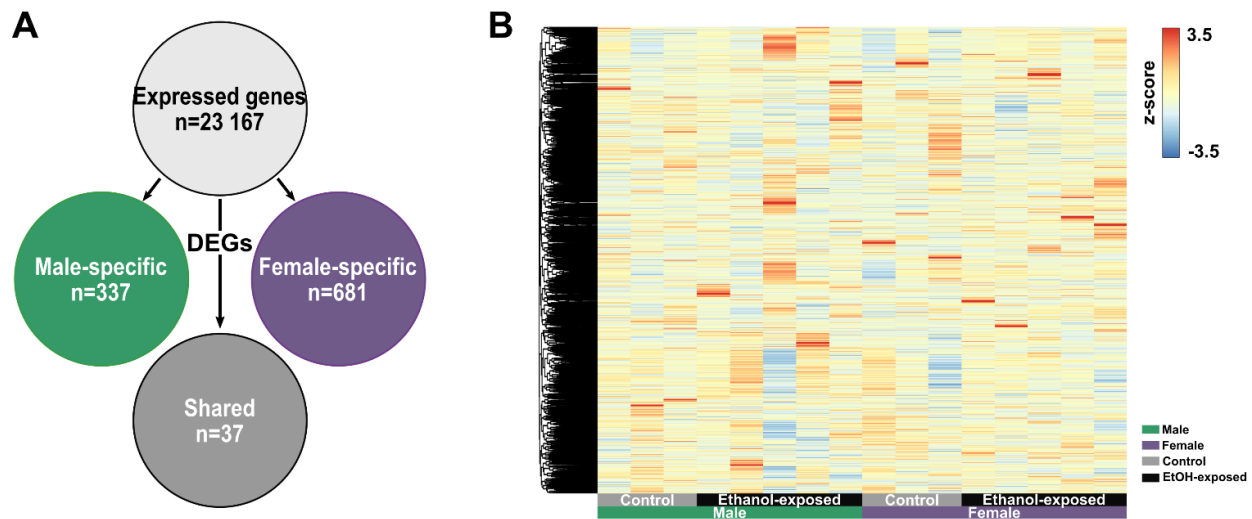 A
Expressed genes
n=23 167
DEGs
Male-specific
n=337
Female-specific
n=681
Shared
n=37
B
3.5
z-score
-3.5
Male
Female
Control
EtOH-exposed
Control
Ethanol-exposed
Control
Ethanol-exposed
Male
Female